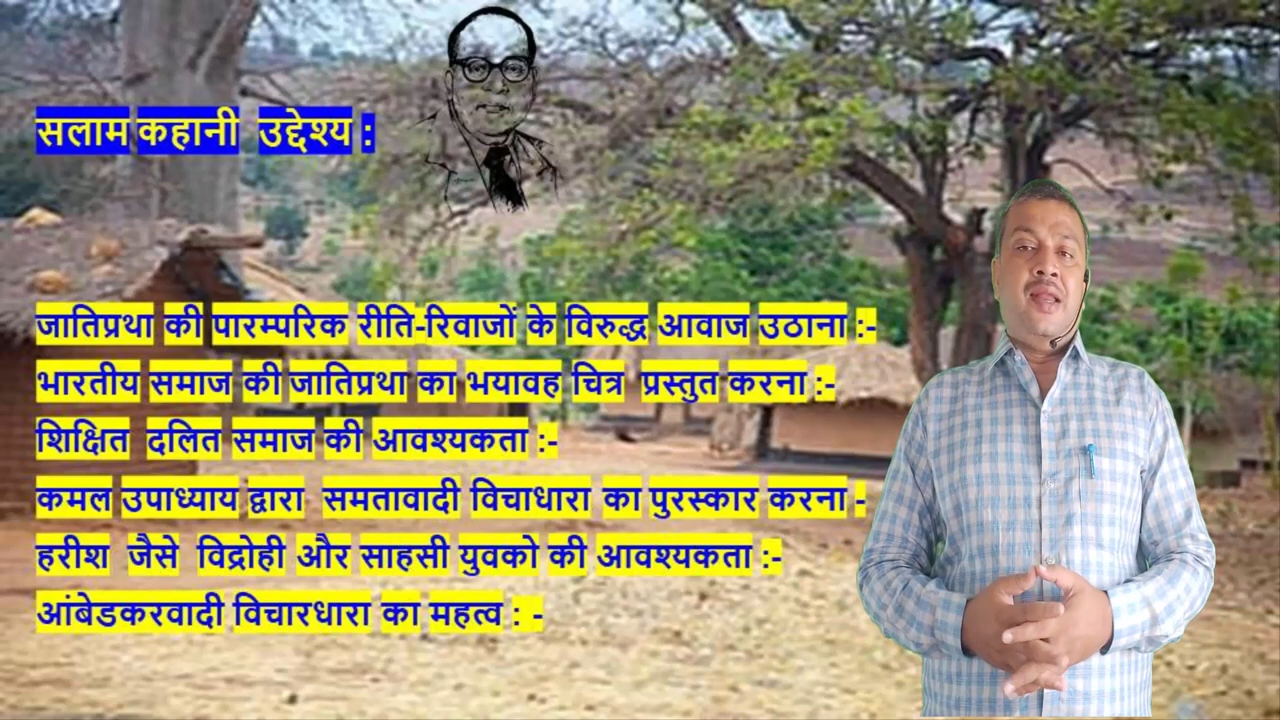 सलाम कहानी उद्देश्य :
जातिप्रथा की पारम्परिक रीति-रिवाजों के विरुद्ध आवाज उठाना :-
भारतीय समाज की जातिप्रथा का भयावह चित्र प्रस्तुत करना :-
शिक्षित दलित समाज की आवश्यकता :-
कमल उपाध्याय द्वारा समतावादी विचाधारा का पुरस्कार करना -
हरीश जैसे विद्रोही और साहसी युवको की आवश्यकता :-
आंबेडकरवादी विचारधारा का महत्व : -